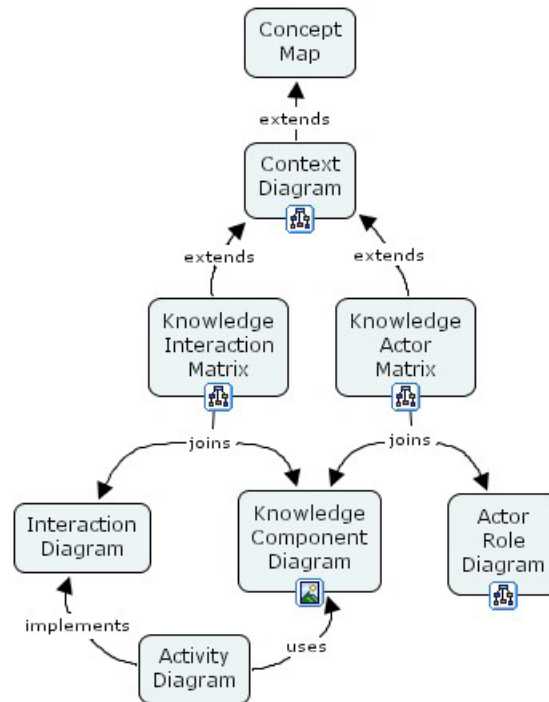 Concept
Map
extends
Context
Diagram
extends
extends
Knowledge
Interaction
Matrix
Knowledge
Actor
Matrix
joins
joins
Interaction
Diagram
Knowledge
Component
Diagram
Actor
Role
Diagram
implements
uses
Activity
Diagram